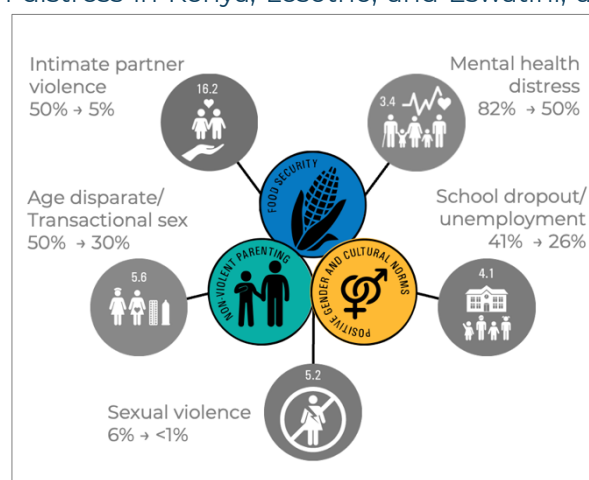 Intimate partner
violence
50% → 5%
16.2
Mental health
distress
82% → 50%
3.4
FOOD SECURITY
Age disparate/
Transactional sex
50% → 30%
5.6
NON-VIOLENT PARENTING
POSITIVE GENDER AND CULTURAL NORMS
School dropout/
unemployment
41% → 26%
4.1
5.2
Sexual violence
6% → <1%